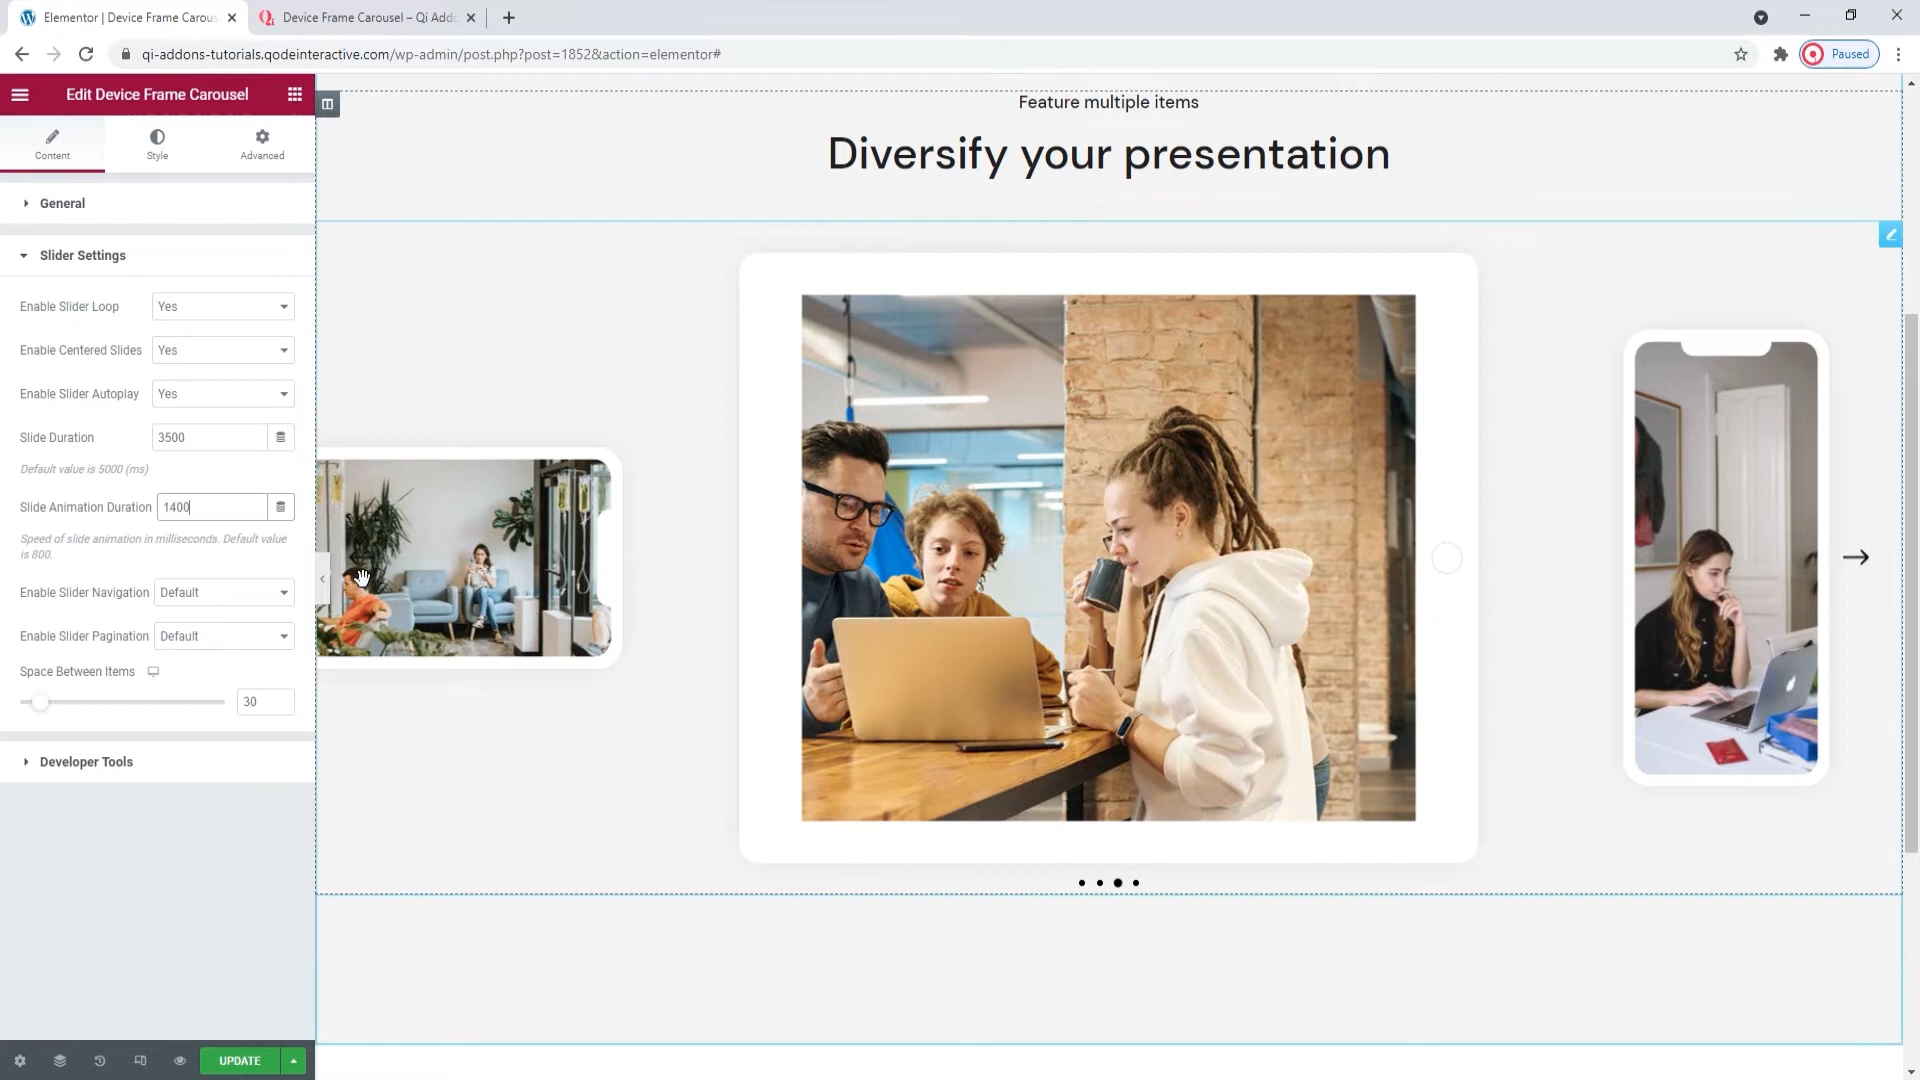 Elementor | Device Frame Carous
Device Frame Carousel – Qi Addo
qi-addons-tutorials.qodeinteractive.com/wp-admin/post.php?post=1852&action=elementor#
Paused
Edit Device Frame Carousel
Content
Style
Advanced
General
Slider Settings
Enable Slider Loop
Yes
Enable Centered Slides
Yes
Enable Slider Autoplay
Yes
Slide Duration
3500
Default value is 5000 (ms)
Slide Animation Duration
1400
Speed of slide animation in milliseconds. Default value
is 800.
Enable Slider Navigation
Default
Enable Slider Pagination
Default
Space Between Items
30
Developer Tools
UPDATE
Feature multiple items
Diversify your presentation